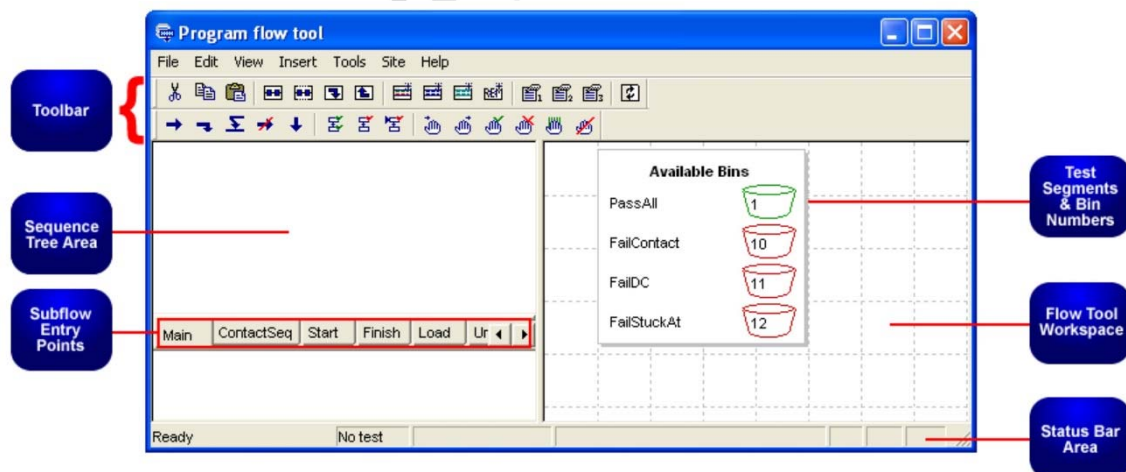 Program flow tool
File Edit View Insert Tools Site Help
Toolbar
Sequence
Tree Area
Subflow
Entry
Points
Main ContactSeq Start Finish Load
Available Bins
PassAll 1
FailContact 10
FailDC 11
FailStuckAt 12
Test
Segments
& Bin
Numbers
Flow Tool
Workspace
Status Bar
Area
Ready No test